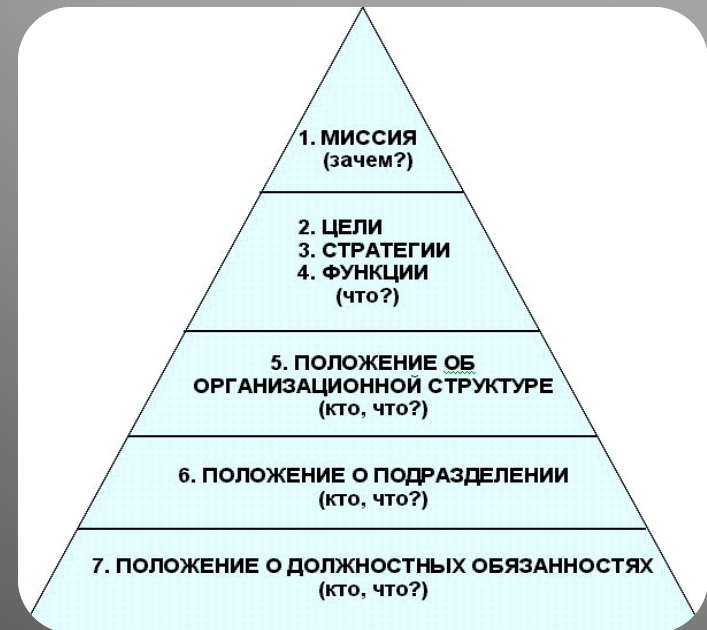 1. МИССИЯ
(зачем?)
2. ЦЕЛИ
3. СТРАТЕГИИ
4. ФУНКЦИИ
(что?)
5. ПОЛОЖЕНИЕ ОБ
ОРГАНИЗАЦИОННОЙ СТРУКТУРЕ
(кто, что?)
6. ПОЛОЖЕНИЕ О ПОДРАЗДЕЛЕНИИ
(кто, что?)
7. ПОЛОЖЕНИЕ О ДОЛЖНОСТНЫХ ОБЯЗАННОСТЯХ
(кто, что?)